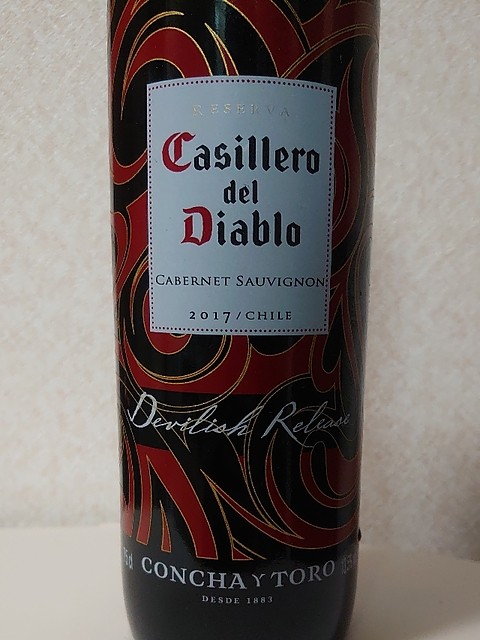 RESERVA
Casillero
del
Diablo
CABERNET SAUVIGNON
2017/CHILE
Devilish Release
CONCHA Y TORO
DESDE 1883